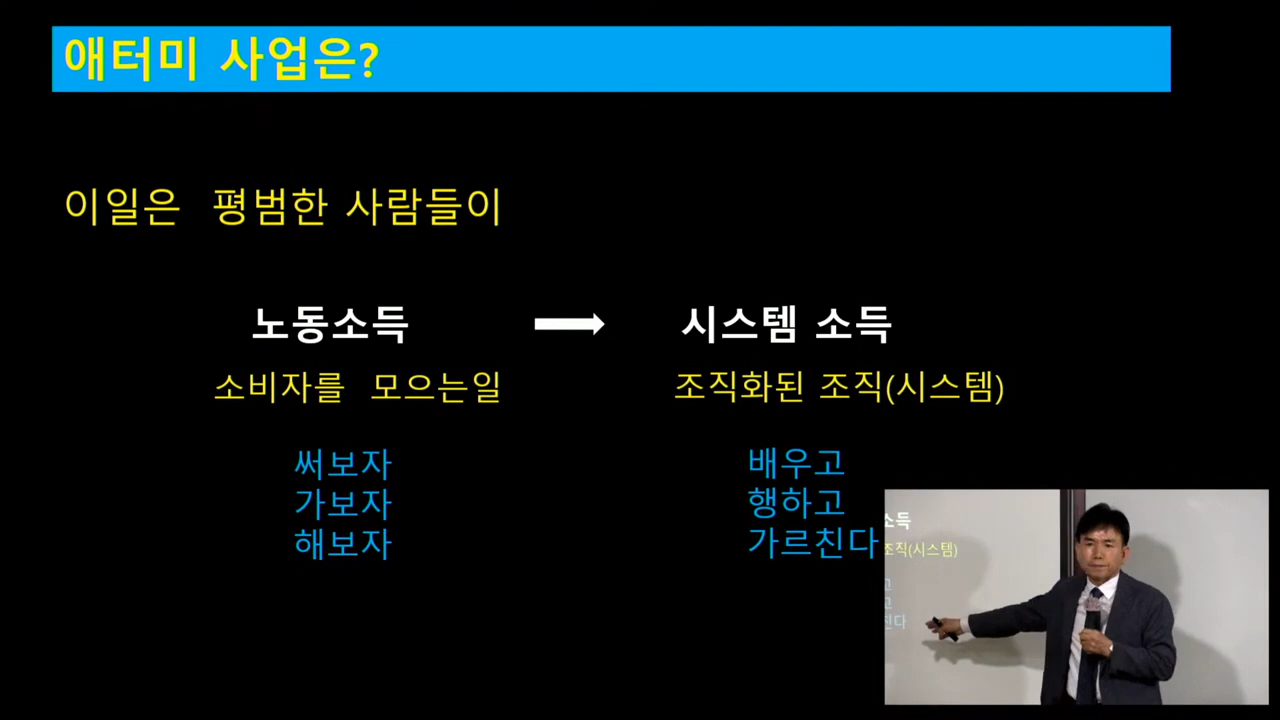 애터미 사업은?
이일은 평범한 사람들이
노동소득 시스템 소득
소비자를 모으는일 조직화된 조직(시스템)
써보자 배우고
가보자 행하고
해보자 가르친다
소득
조직(시스템)
고
고
친다